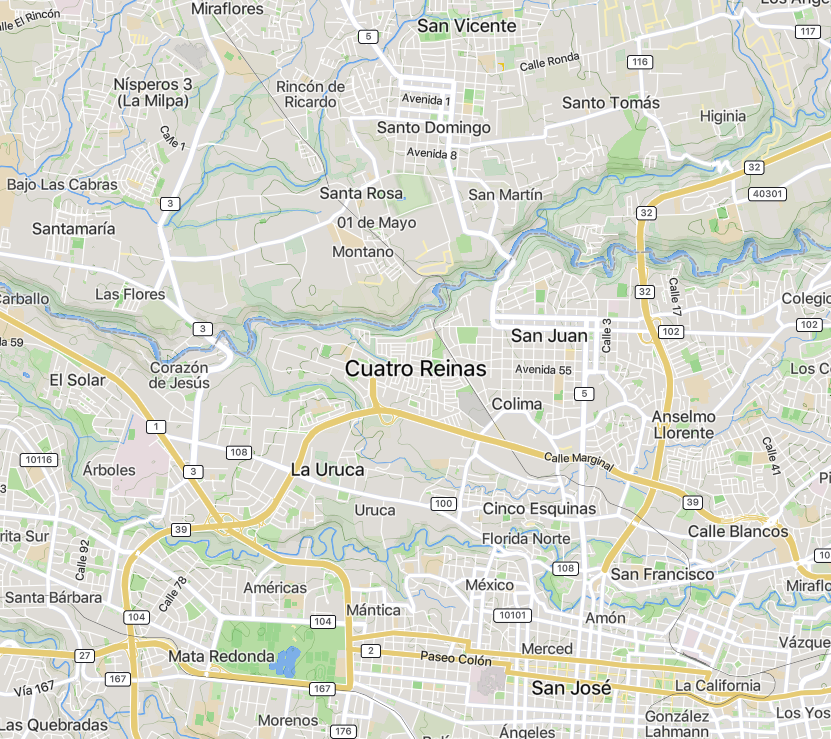 Miraflores
Los Ange
lle El Rincón
San Vicente
5
117
Calle Ronda
116
Nísperos 3
(La Milpa)
Rincón de
Ricardo
Avenida 1
Santo Tomás
Higinia
Santo Domingo
Calle 1
Avenida 8
32
Bajo Las Cabras
Santa Rosa
San Martín
40301
3
32
01 de Mayo
Santamaría
Montano
Las Flores
32
Calle 17
Carballo
Colegio
3
102
102
Calle 3
San Juan
a 59
Corazón
de Jesús
Cuatro Reinas
Avenida 55
Los Co
El Solar
5
Colima
Anselmo
Llorente
1
108
Calle 41
10116
Árboles
3
La Uruca
Calle Marginal
Pi
3
100
39
Uruca
Cinco Esquinas
39
rita Sur
Florida Norte
Calle Blancos
Calle 92
10
108
San Francisco
Calle 78
Américas
México
Miraflo
Santa Bárbara
104
Mántica
10101
Amón
104
Vázque
2
Merced
27
Mata Redonda
Paseo Colón
167
Vía 167
167
San José
La California
Los Yos
Las Quebradas
Morenos
González
Lahmann
176
Ángeles